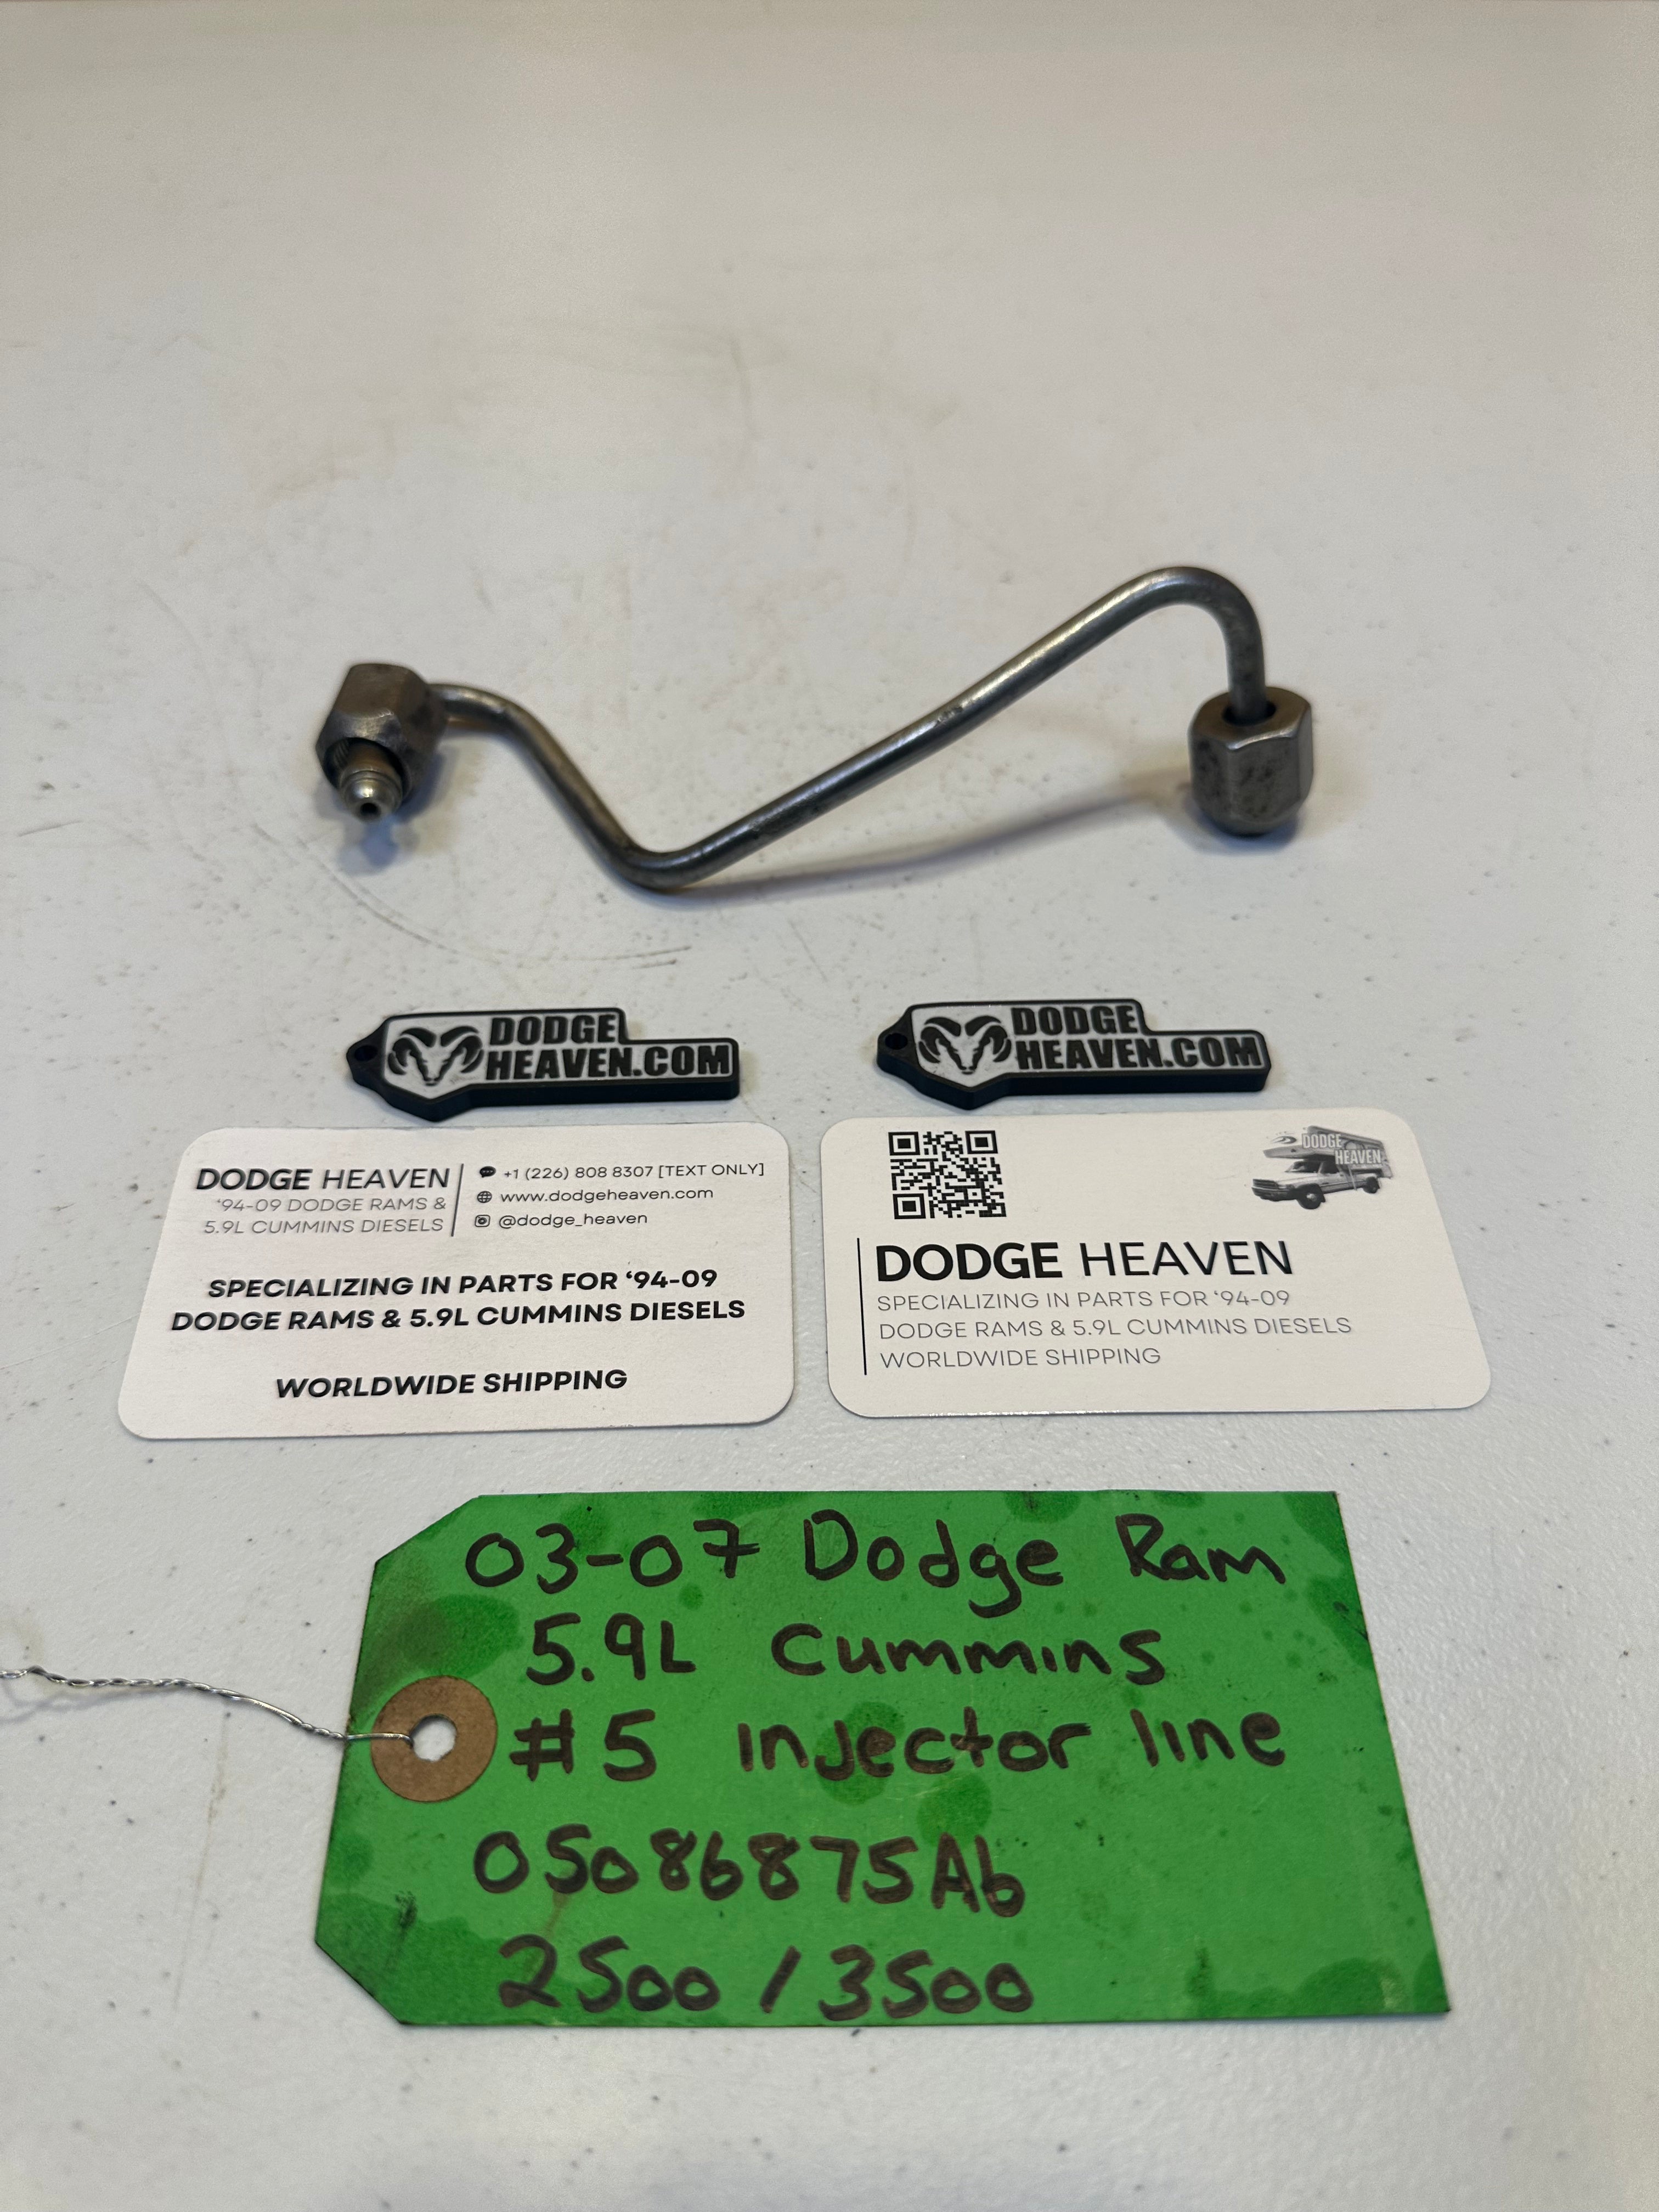 DODGE
HEAVEN.COM
DODGE
HEAVEN.COM
DODGE HEAVEN
'94-09 DODGE RAMS &
5.9L CUMMINS DIESELS
+1 (226) 808 8307 [TEXT ONLY]
www.dodgeheaven.com
@dodge_heaven
SPECIALIZING IN PARTS FOR '94-09
DODGE RAMS & 5.9L CUMMINS DIESELS
WORLDWIDE SHIPPING
DODGE
HEAVEN
DODGE HEAVEN
SPECIALIZING IN PARTS FOR '94-09
DODGE RAMS & 5.9L CUMMINS DIESELS
WORLDWIDE SHIPPING
03-07 Dodge Ram
5.9L Cummins
#5 injector line
05086875Ab
2500 / 3500